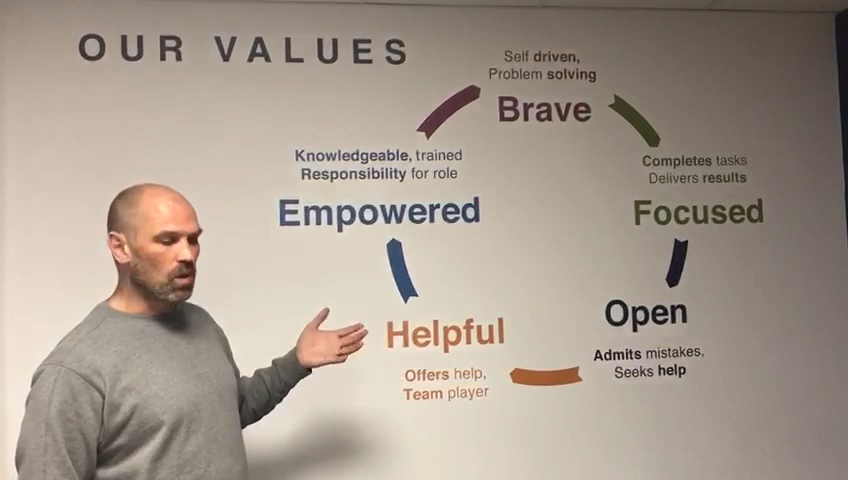 OUR VALUES
Self driven,
Problem solving
Brave
Knowledgeable, trained
Responsibility for role
Empowered
Completes tasks
Delivers results
Focused
Helpful
Offers help,
Team player
Open
Admits mistakes,
Seeks help